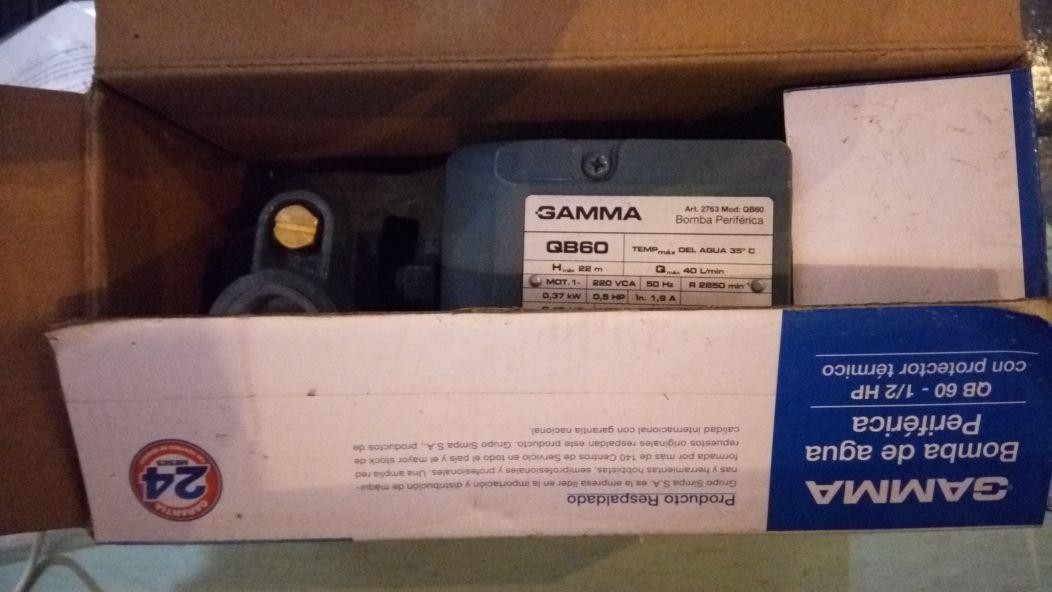 GAMMA
Art. 2763 Mod: QB60
Bomba Periférica
QB60
TEMP máx DEL AGUA 35° C
H máx 22 m
Q máx 40 L/min
MOT.1~ 220 VCA 50 Hz R 2850 min
0,37 kW 0,5 HP In. 1,8 A
GAMMA
Bomba de agua
Periférica
QB 60 - 1/2 HP
con protector térmico
Producto Respaldado
Grupo Simpa S.A. es la empresa líder en la importación y distribución de máqui-
nas y herramientas, hobbistas, semiprofesionales y profesionales. Una amplia red
formada por más de 140 Centros de Servicio en todo el país y el mayor stock de
repuestos originales respaldan este producto. Grupo Simpa S.A., productos de
calidad internacional con garantía nacional.
24
MESES
GARANTIA